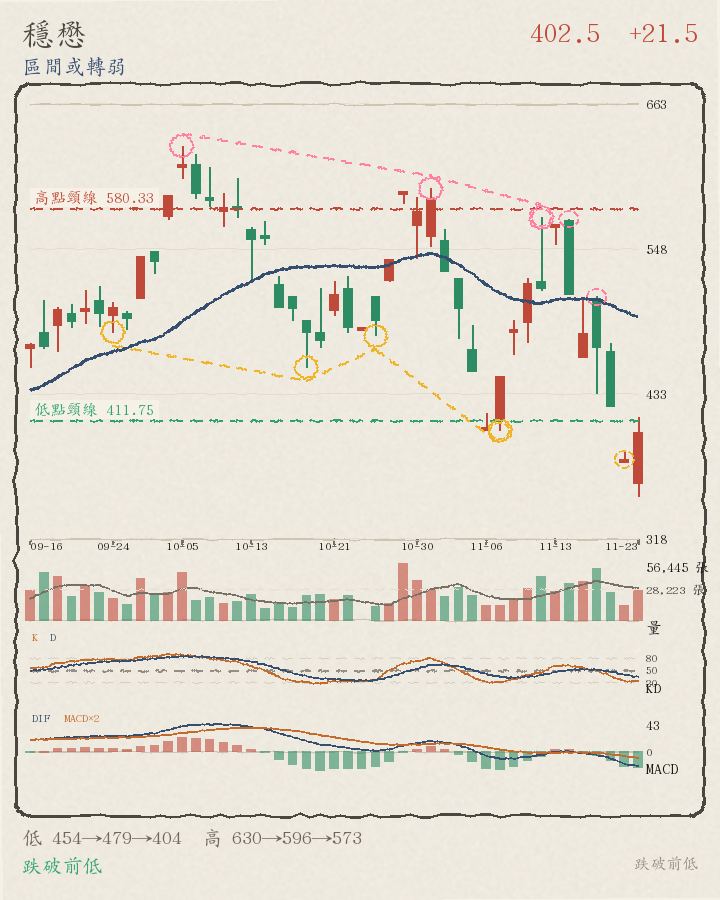 穩懋
402.5 +21.5
區間或轉弱
663
高點頸線 580.33
548
433
低點頸線 411.75
318
09-16 09-24 10-05 10-13 10-21 10-30 11-06 11-13 11-23
56,445 張
28,223 張
量
K D
80
50
20
KD
DIF MACD×2
43
0
MACD
低 454→479→404 高 630→596→573
跌破前低
跌破前低